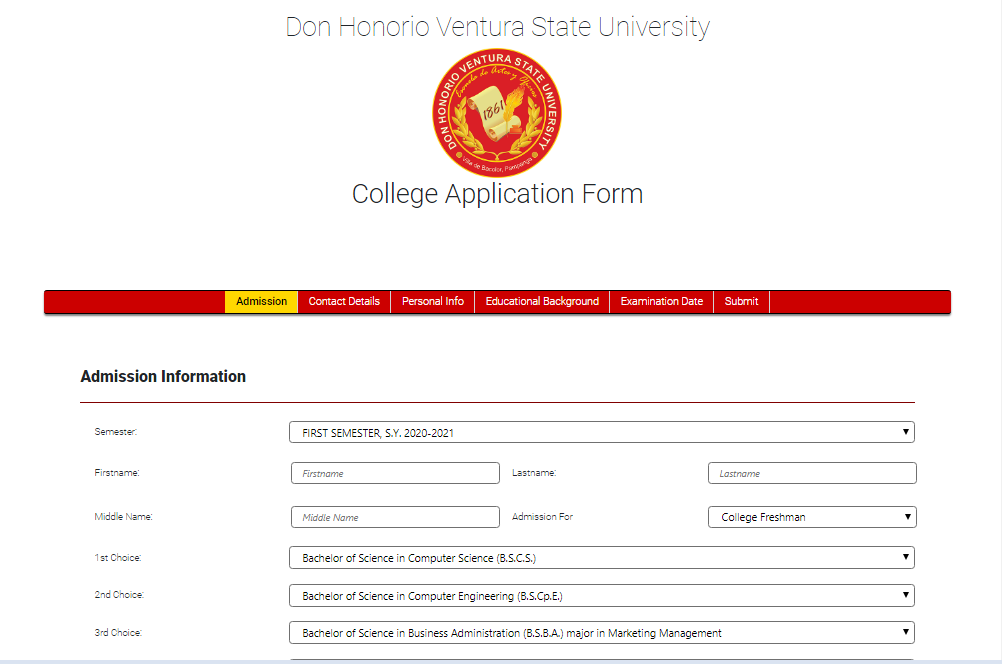 Don Honorio Ventura State University
DON HONORIO VENTURA STATE UNIVERSITY
Escuela de Artes y Oficios
1861
Villa de Bacolor, Pampanga
College Application Form
Admission Contact Details Personal Info Educational Background Examination Date Submit
Admission Information
Semester: FIRST SEMESTER, S.Y. 2020-2021
Firstname: Firstname Lastname: Lastname
Middle Name: Middle Name Admission For College Freshman
1st Choice: Bachelor of Science in Computer Science (B.S.C.S.)
2nd Choice: Bachelor of Science in Computer Engineering (B.S.Cp.E.)
3rd Choice: Bachelor of Science in Business Administration (B.S.B.A.) major in Marketing Management